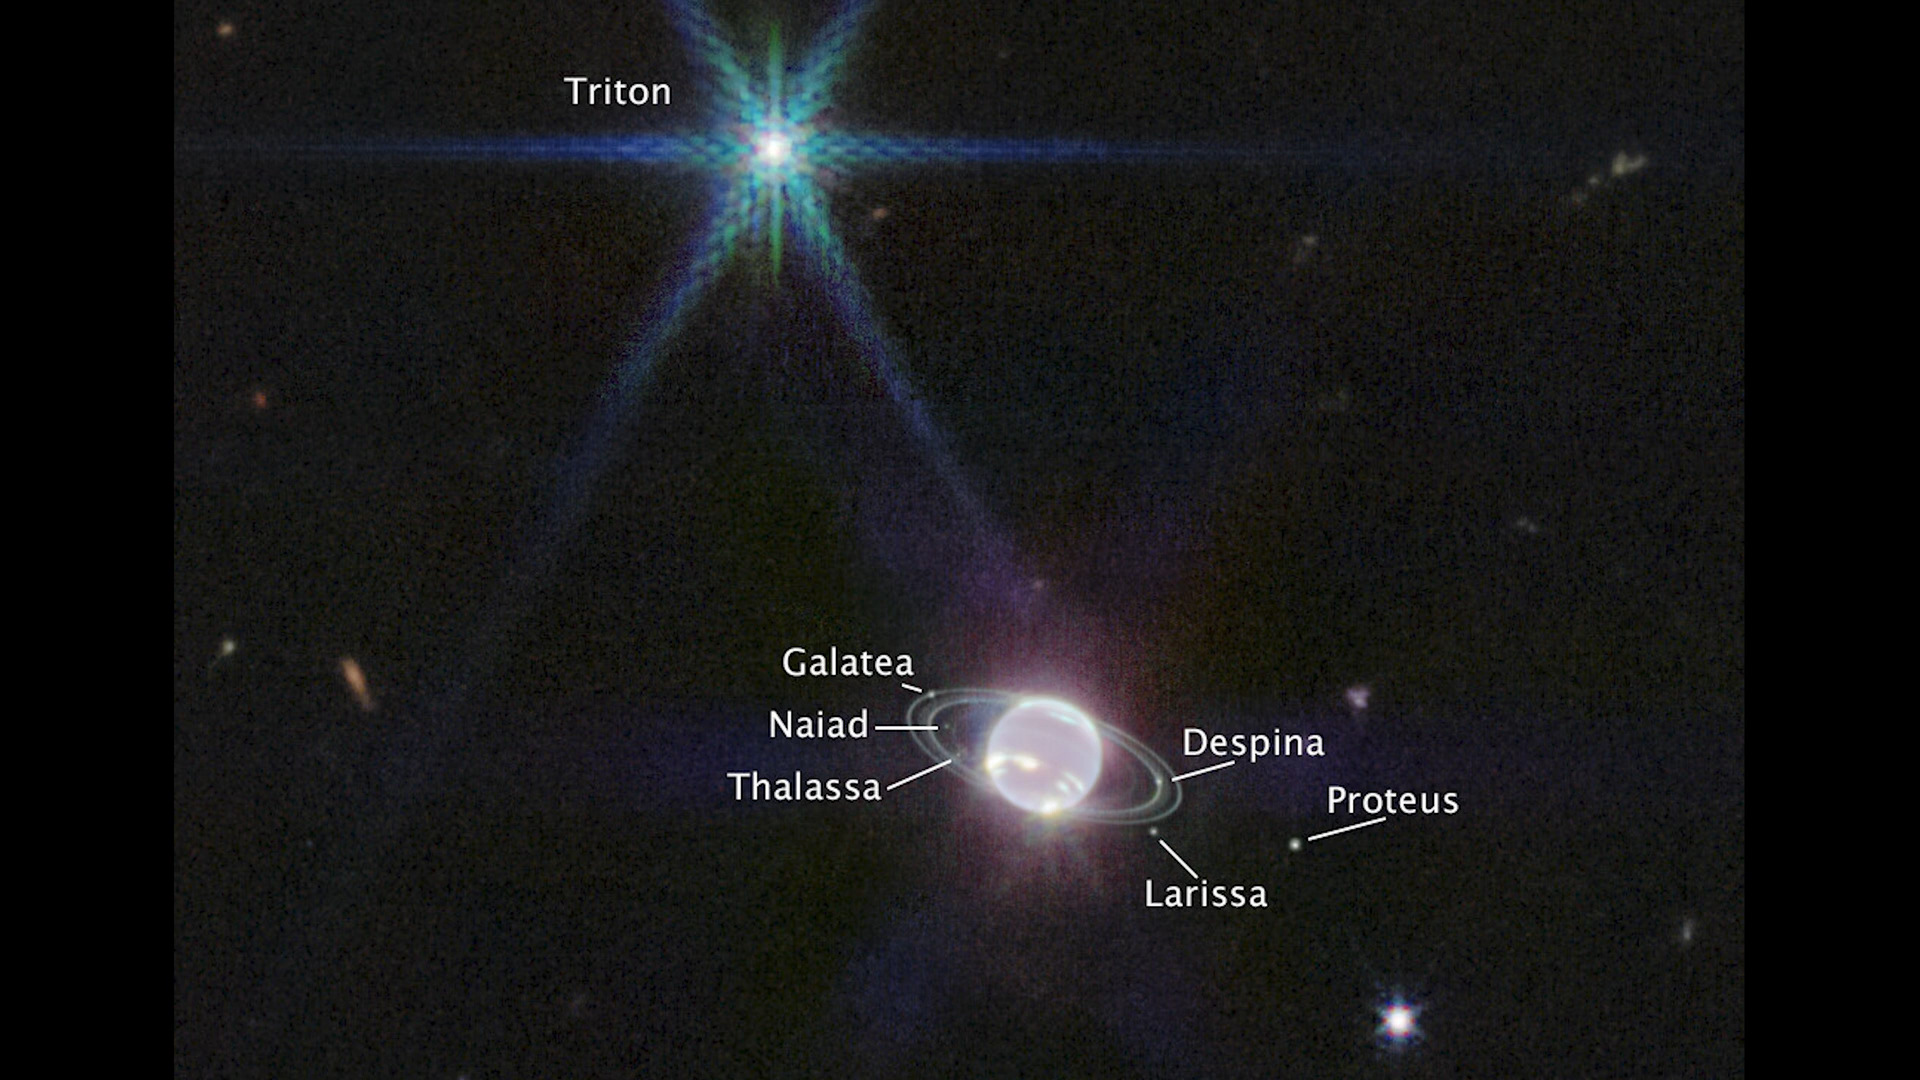 Triton
Galatea
Naiad
Thalassa
Despina
Proteus
Larissa